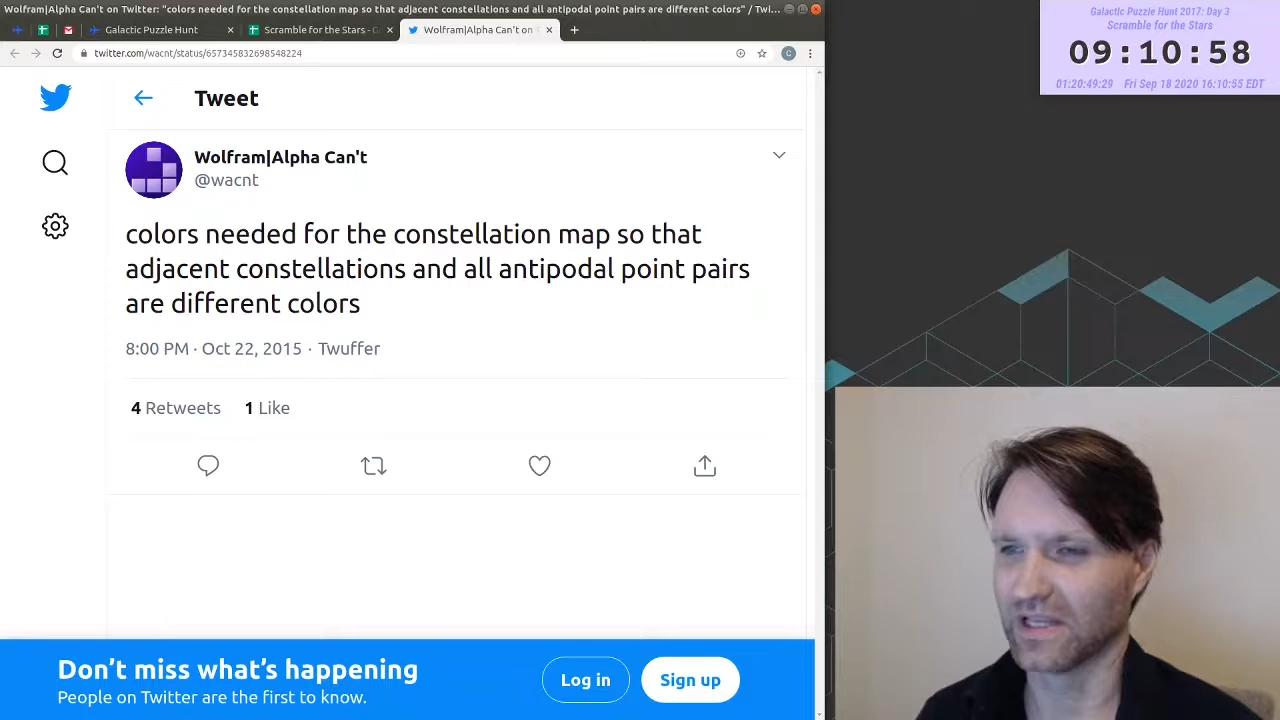 Wolfram|Alpha Can't on Twitter: "colors needed for the constellation map so that adjacent constellations and all antipodal point pairs are different colors" / Twi...
Galactic Puzzle Hunt
Scramble for the Stars - G
Wolfram|Alpha Can't on T
twitter.com/wacnt/status/657345832698548224
C
Tweet
Wolfram|Alpha Can't
@wacnt
colors needed for the constellation map so that
adjacent constellations and all antipodal point pairs
are different colors
8:00 PM · Oct 22, 2015 · Twuffer
4 Retweets 1 Like
Don’t miss what’s happening
People on Twitter are the first to know.
Log in
Sign up
Galactic Puzzle Hunt 2017: Day 3
Scramble for the Stars
09:10:58
01:20:49:29 Fri Sep 18 2020 16:10:55 EDT